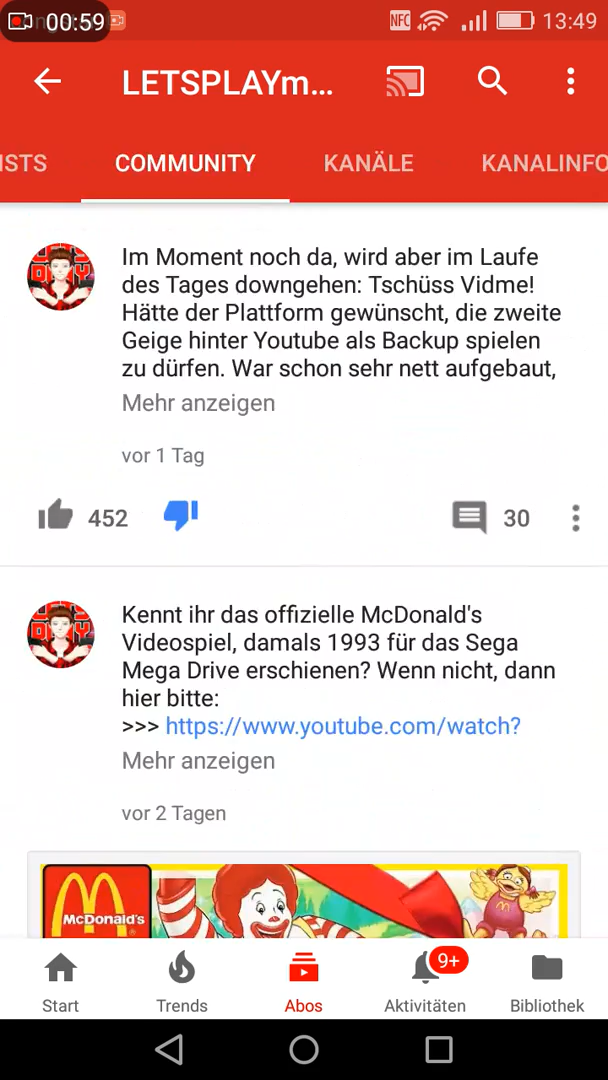 00:59
NFC
13:49
LETSPLAYm...
ISTS
COMMUNITY
KANÄLE
KANALINFO
Im Moment noch da, wird aber im Laufe
des Tages downgehen: Tschüss Vidme!
Hätte der Plattform gewünscht, die zweite
Geige hinter Youtube als Backup spielen
zu dürfen. War schon sehr nett aufgebaut,
Mehr anzeigen
vor 1 Tag
452
30
Kennt ihr das offizielle McDonald's
Videospiel, damals 1993 für das Sega
Mega Drive erschienen? Wenn nicht, dann
hier bitte:
>>> https://www.youtube.com/watch?
Mehr anzeigen
vor 2 Tagen
McDonald's
9+
Start
Trends
Abos
Aktivitäten
Bibliothek